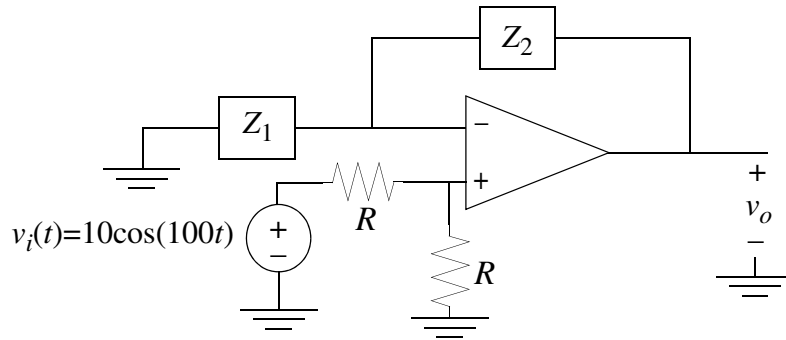 Z2
Z1
−
+
R
vi(t)=10cos(100t)
+
−
R
+
vo
−